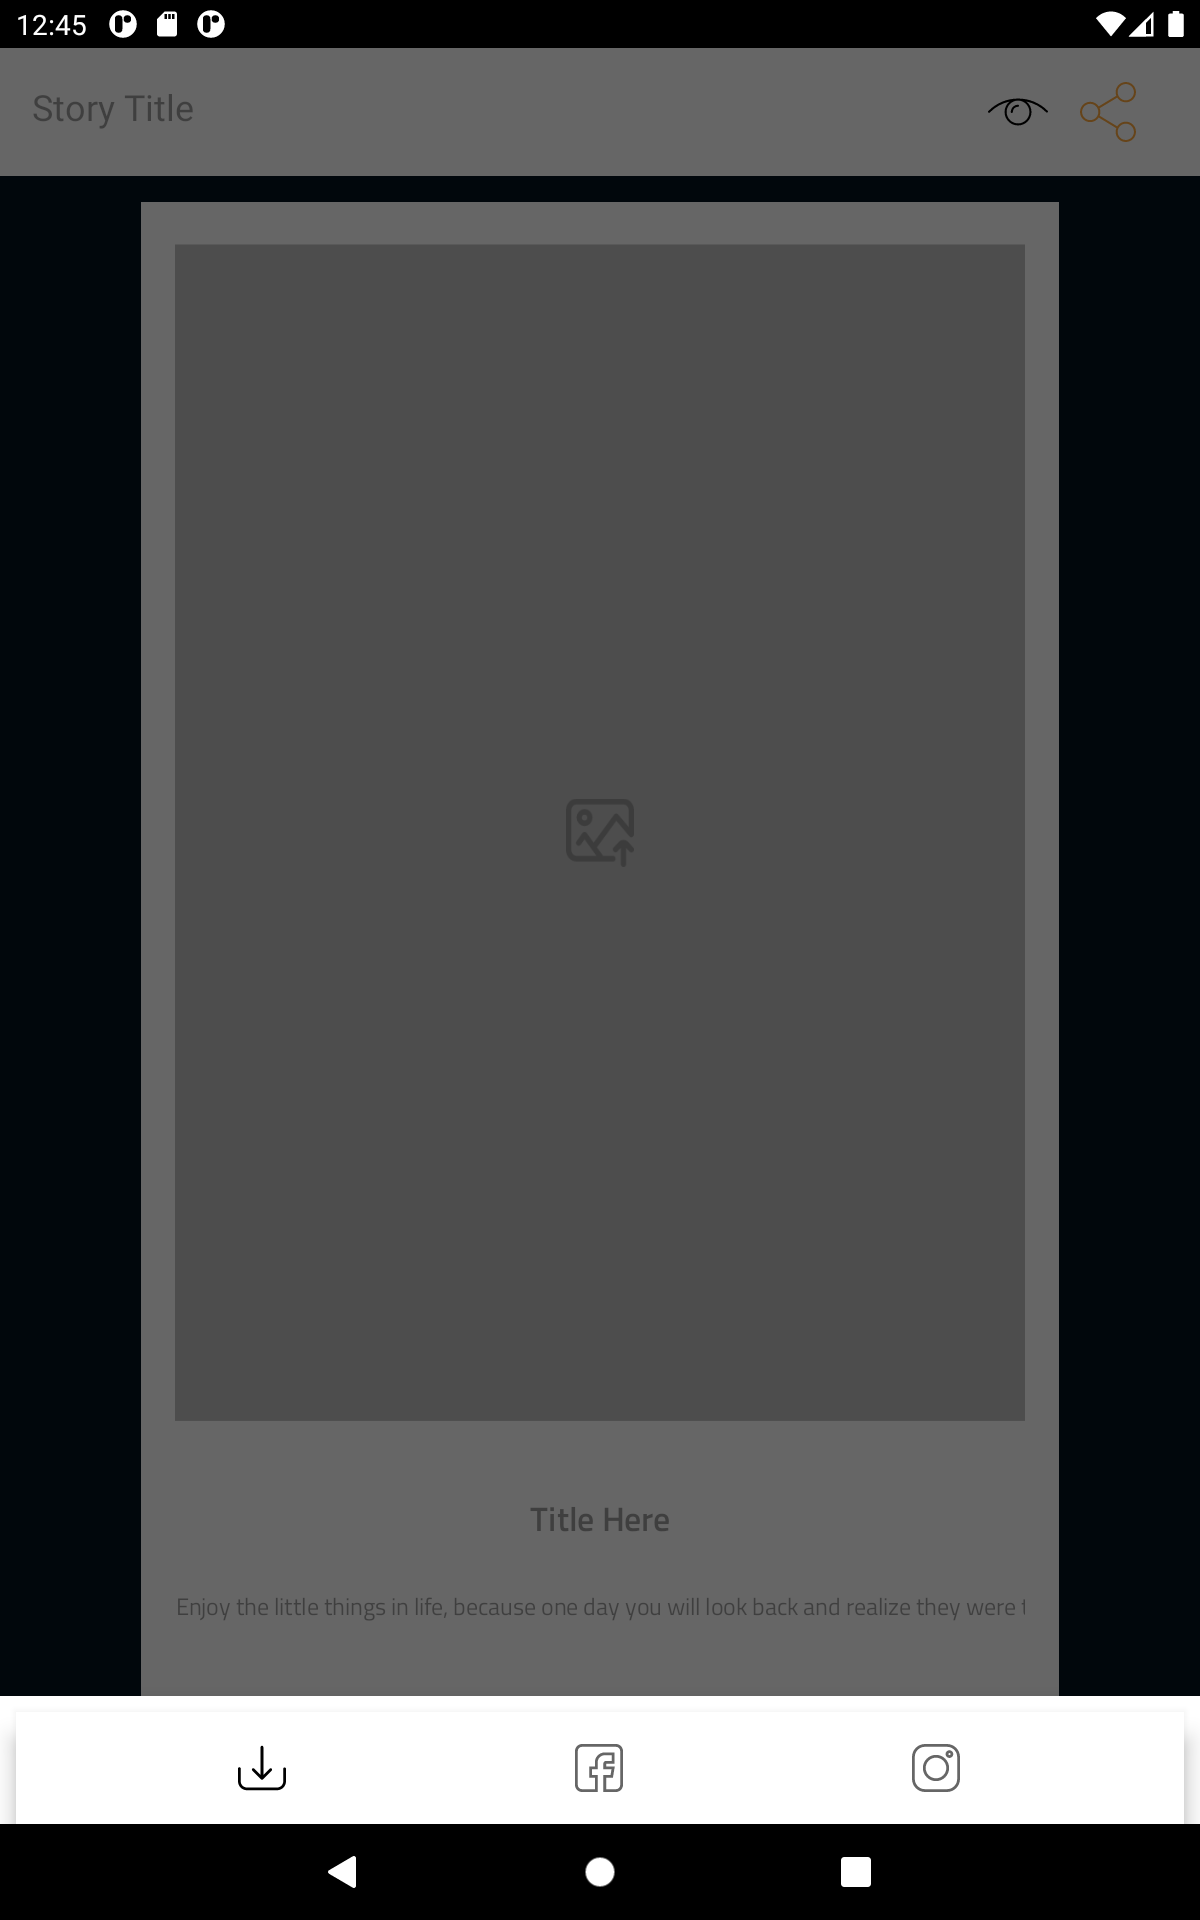 12:45
Story Title
Title Here
Enjoy the little things in life, because one day you will look back and realize they were